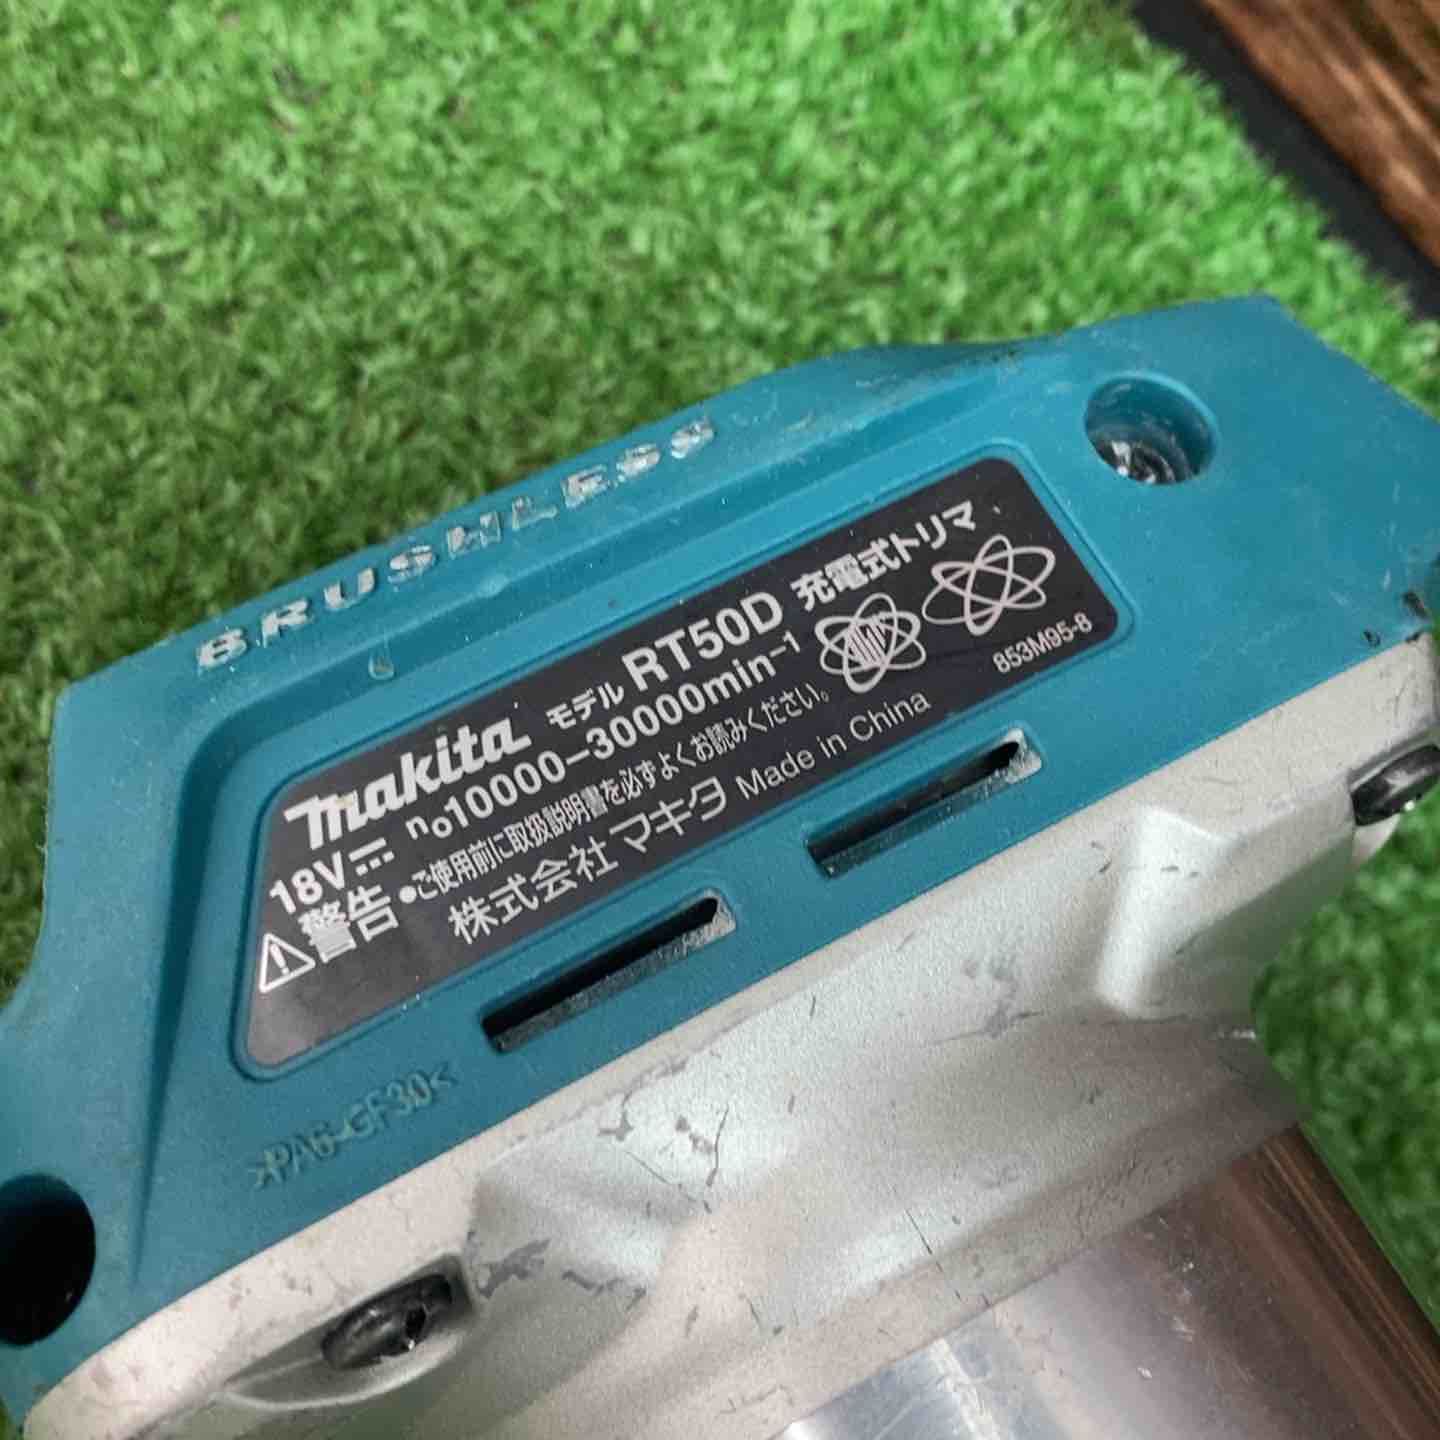 BRUSHLESS
makita モデル RT50D 充電式トリマ
18V n₀10000-30000min⁻¹
警告 ●ご使用前に取扱説明書を必ずよくお読みください。
株式会社マキタ Made in China 853M95-8
>PA6-GF30<